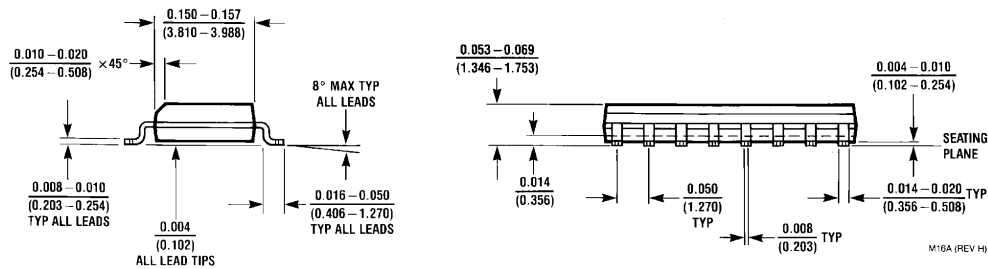 0.150–0.157
(3.810–3.988)
0.010–0.020
(0.254–0.508)
×45°
8° MAX TYP
ALL LEADS
0.008–0.010
(0.203–0.254)
TYP ALL LEADS
0.004
(0.102)
ALL LEAD TIPS
0.016–0.050
(0.406–1.270)
TYP ALL LEADS
0.053–0.069
(1.346–1.753)
0.004–0.010
(0.102–0.254)
SEATING
PLANE
0.014
(0.356)
0.050
(1.270)
TYP
0.008
(0.203)
TYP
0.014–0.020
(0.356–0.508)
TYP
M16A (REV H)